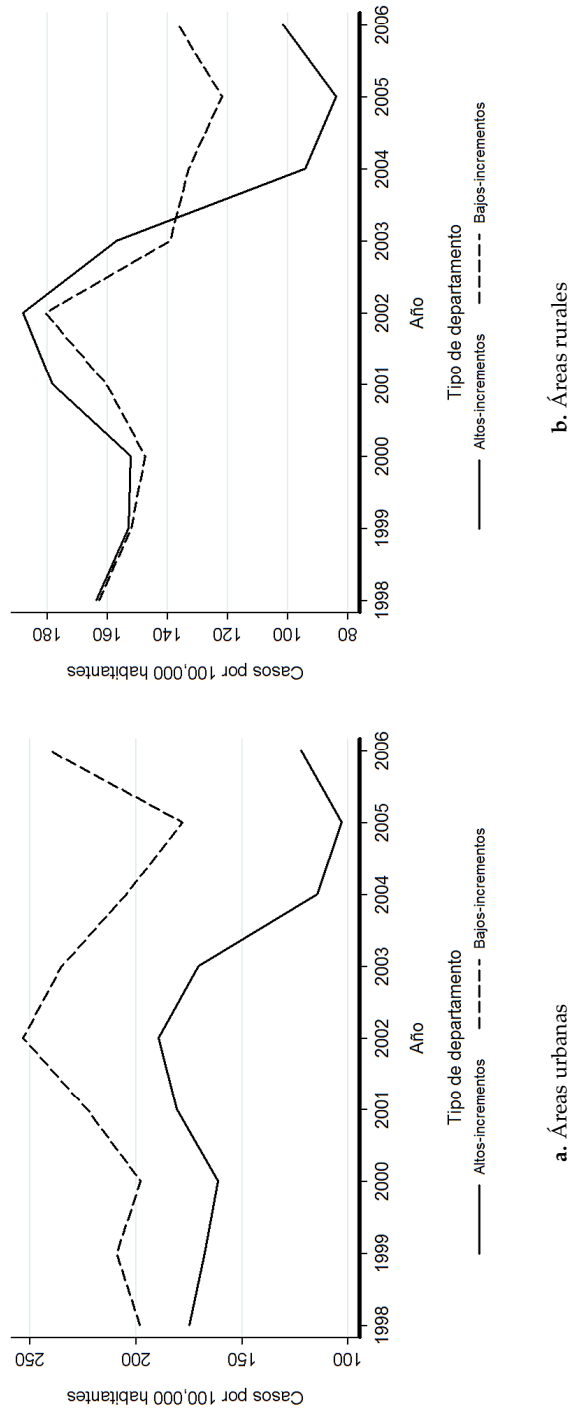 Casos por 100,000 habitantes
250
200
150
100
1998 1999 2000 2001 2002 2003 2004 2005 2006
Año
Tipo de departamento
Altos-incrementos Bajos-incrementos
a. Áreas urbanas
Casos por 100,000 habitantes
180
160
140
120
100
80
1998 1999 2000 2001 2002 2003 2004 2005 2006
Año
Tipo de departamento
Altos-incrementos Bajos-incrementos
b. Áreas rurales